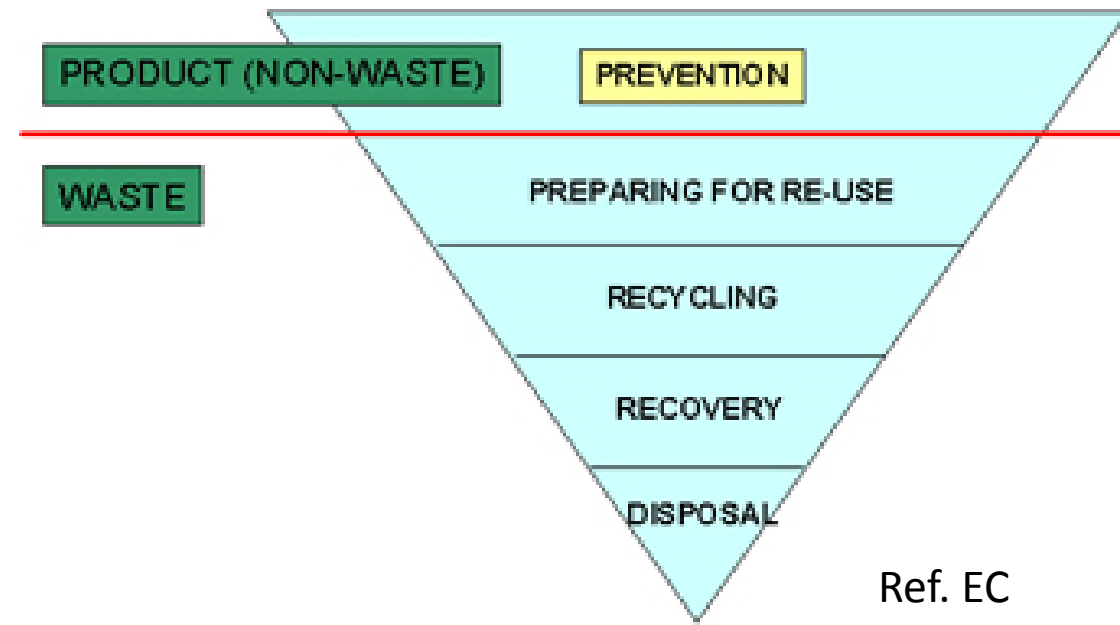 PRODUCT (NON-WASTE)
PREVENTION
WASTE
PREPARING FOR RE-USE
RECYCLING
RECOVERY
DISPOSAL
Ref. EC